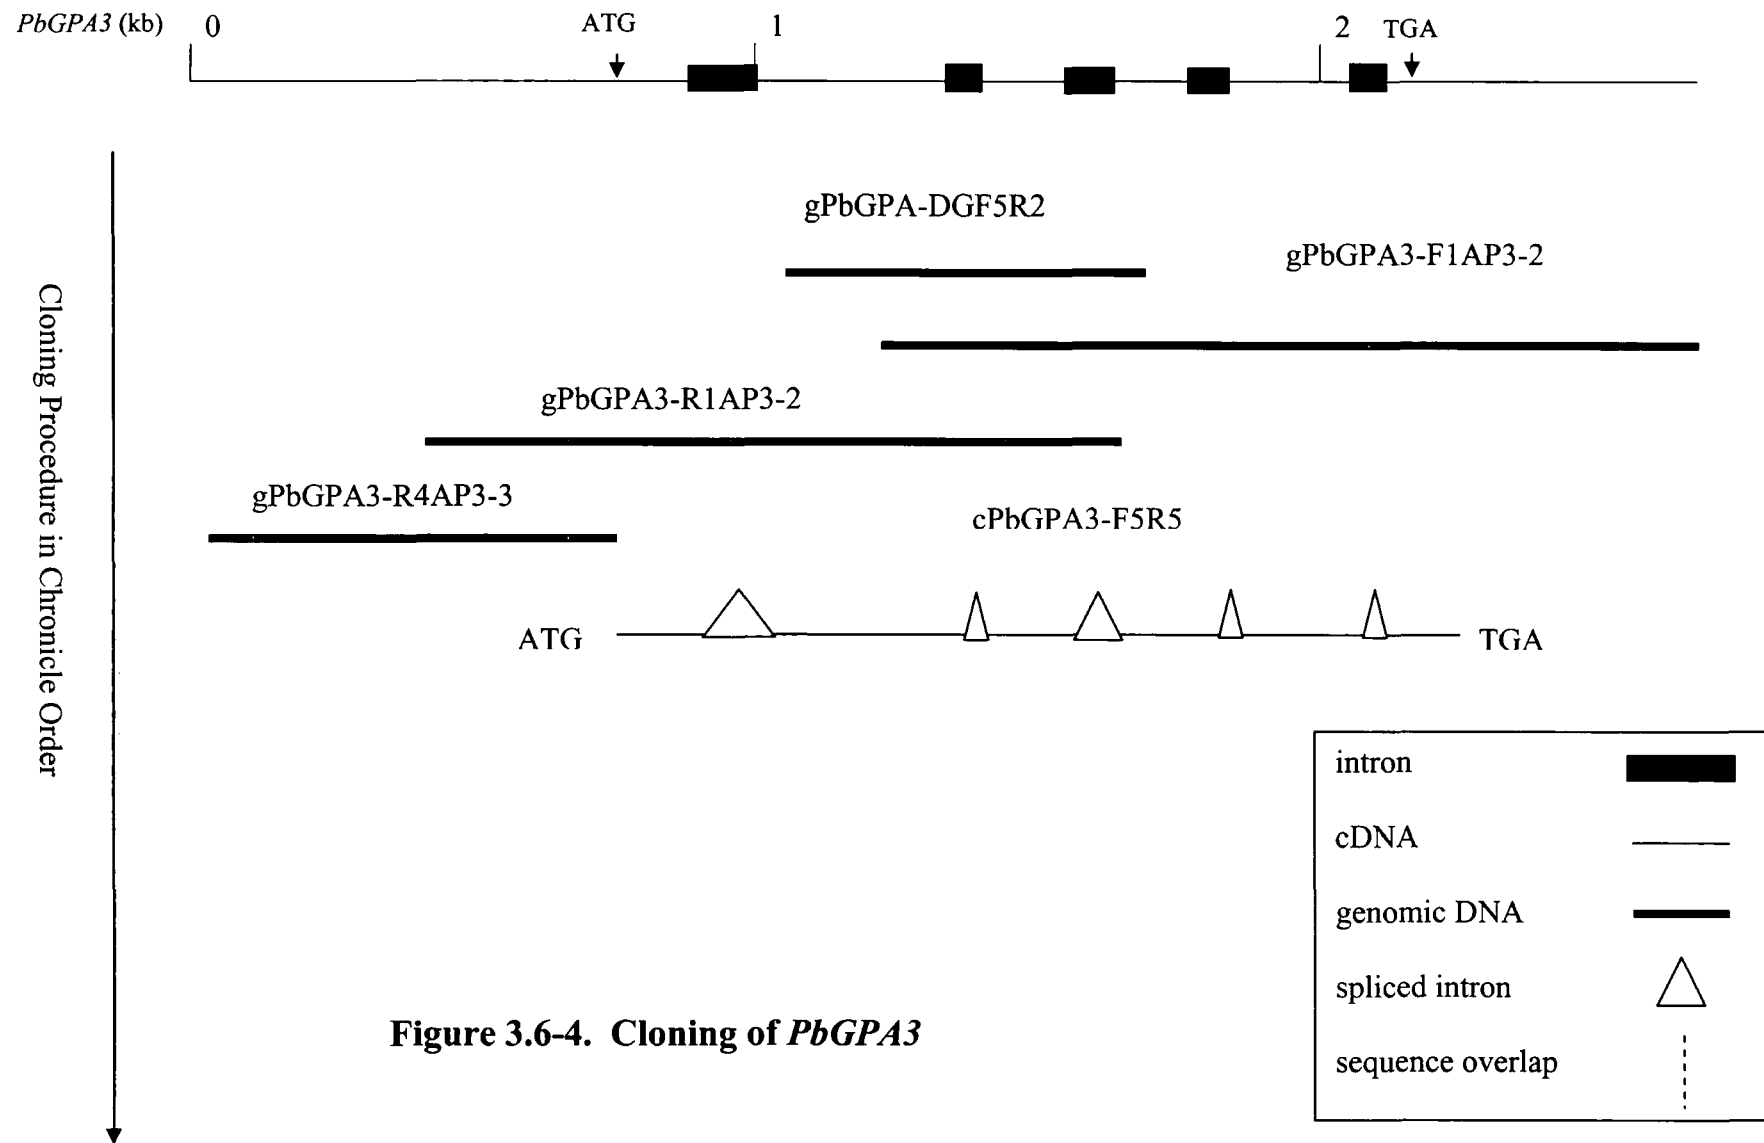 PbGPA3 (kb) 0 ATG 1 2 TGA
gPbGPA-DGF5R2
gPbGPA3-F1AP3-2
gPbGPA3-R1AP3-2
gPbGPA3-R4AP3-3
cPbGPA3-F5R5
ATG TGA
Cloning Procedure in Chronicle Order
intron
cDNA
genomic DNA
spliced intron
sequence overlap
Figure 3.6-4. Cloning of PbGPA3